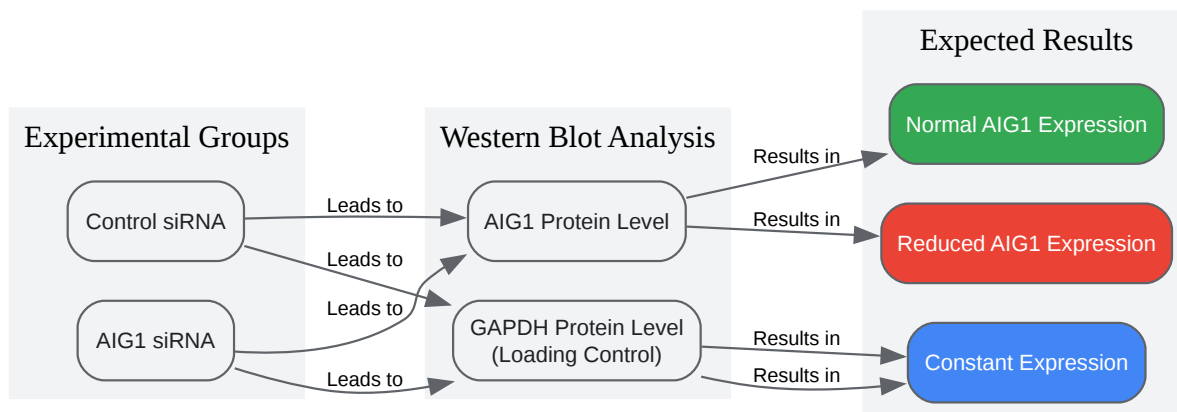 Experimental Groups
Control siRNA
AIG1 siRNA
Leads to
Leads to
Leads to
Leads to
Western Blot Analysis
AIG1 Protein Level
GAPDH Protein Level
(Loading Control)
Results in
Results in
Results in
Results in
Expected Results
Normal AIG1 Expression
Reduced AIG1 Expression
Constant Expression